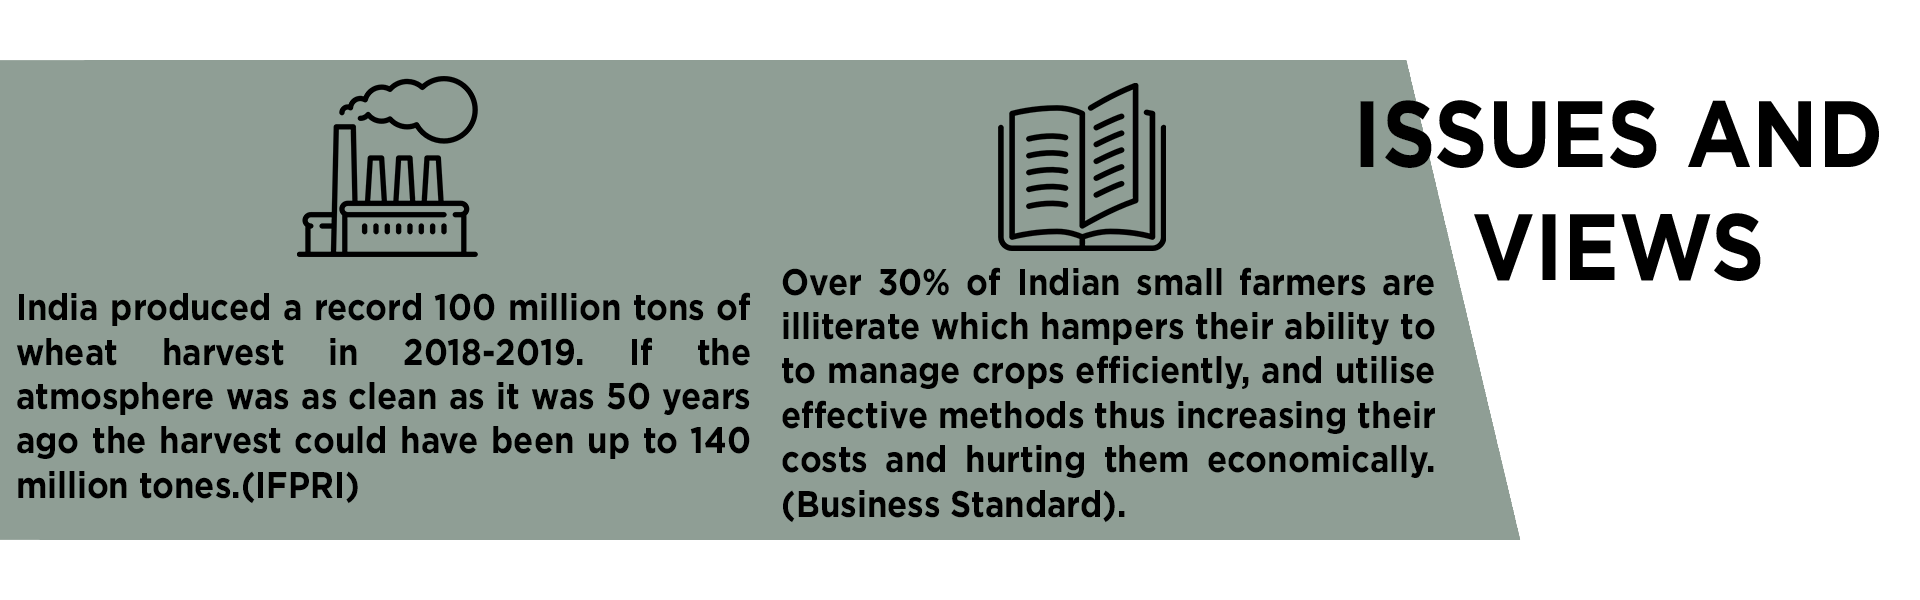 ISSUES AND
VIEWS
India produced a record 100 million tons of
wheat harvest in 2018-2019. If the
atmosphere was as clean as it was 50 years
ago the harvest could have been up to 140
million tones.(IFPRI)
Over 30% of Indian small farmers are
illiterate which hampers their ability to
to manage crops efficiently, and utilise
effective methods thus increasing their
costs and hurting them economically.
(Business Standard).